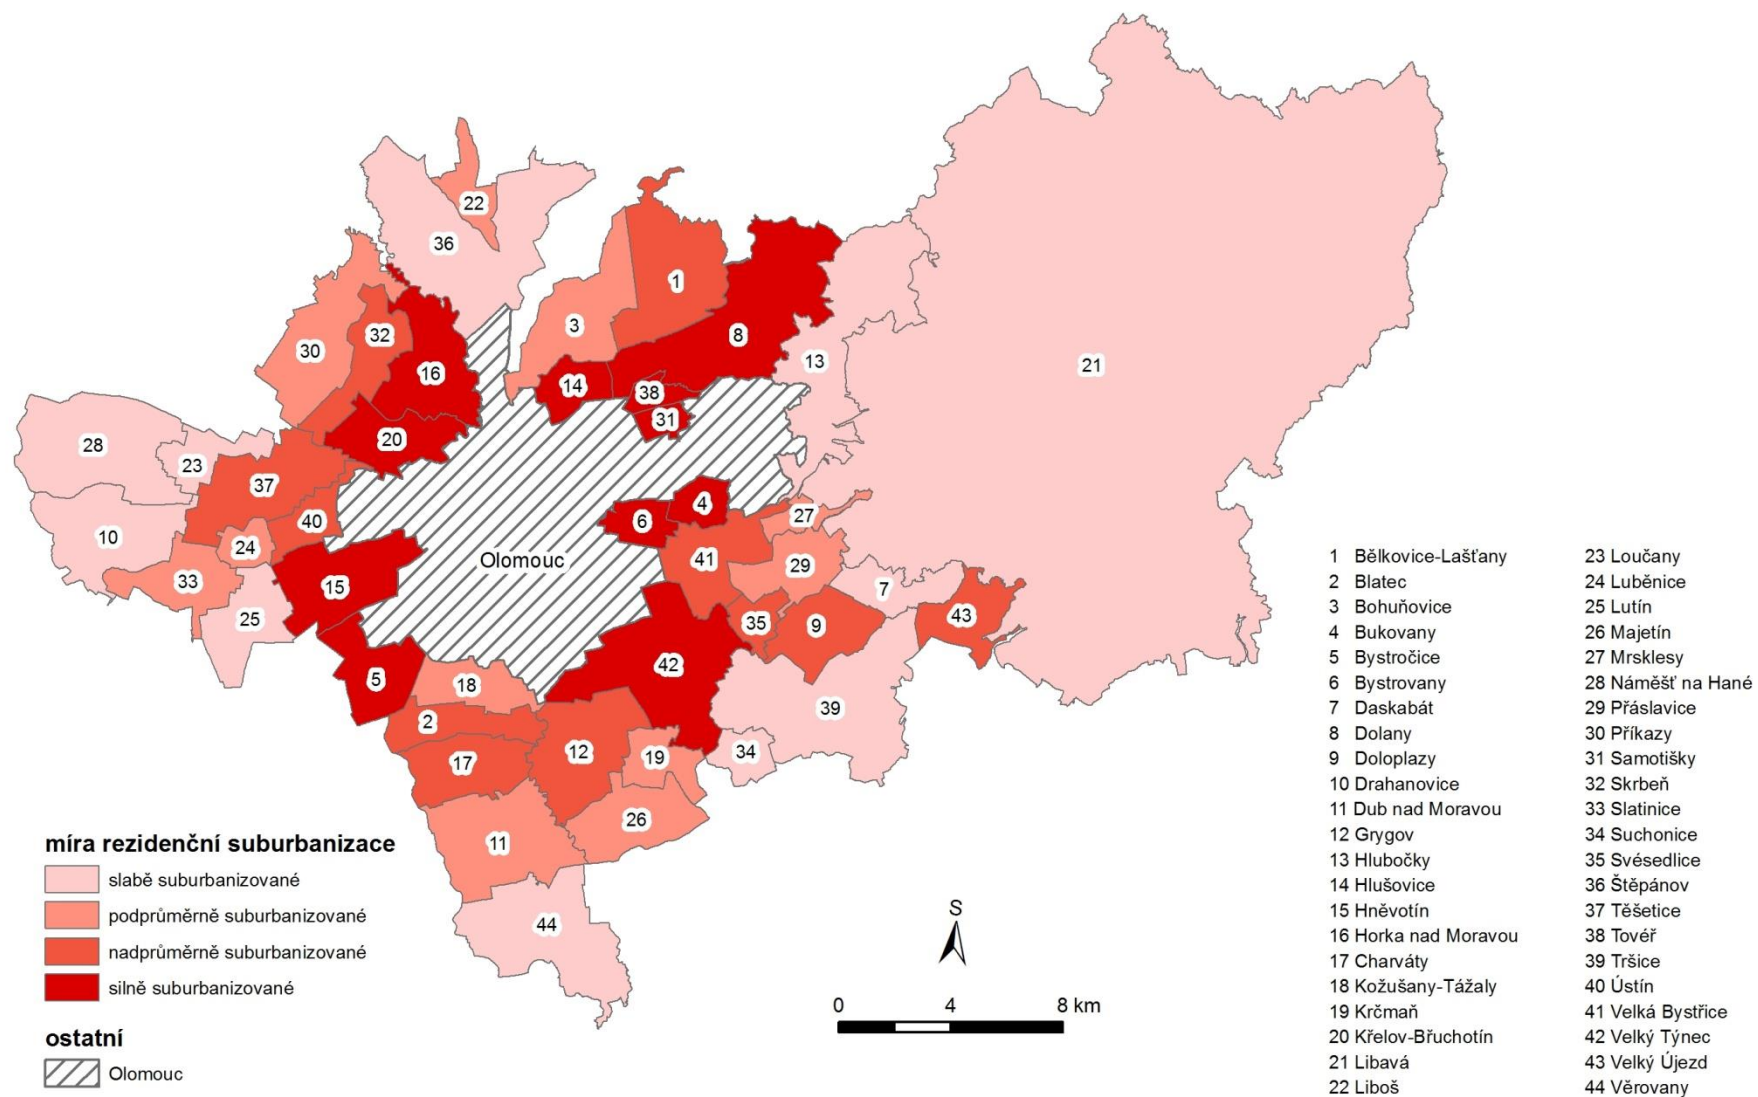 22
36
1
3
32
8
30
13
21
16
14
38
31
28
20
23
37
4
27
6
40
10
24
41
Olomouc
29
33
15
7
25
35
9
43
42
5
18
39
2
12
34
19
17
26
11
44
míra rezidenční suburbanizace
slabě suburbanizované
podprůměrně suburbanizované
nadprůměrně suburbanizované
silně suburbanizované
ostatní
Olomouc
S
0 4 8 km
1 Bělkovice-Lašťany
2 Blatec
3 Bohuňovice
4 Bukovany
5 Bystročice
6 Bystrovany
7 Daskabát
8 Dolany
9 Doloplazy
10 Drahanovice
11 Dub nad Moravou
12 Grygov
13 Hlubočky
14 Hlušovice
15 Hněvotín
16 Horka nad Moravou
17 Charváty
18 Kožušany-Tážaly
19 Krčmaň
20 Křelov-Břuchotín
21 Libavá
22 Liboš
23 Loučany
24 Luběnice
25 Lutín
26 Majetín
27 Mrsklesy
28 Náměšť na Hané
29 Přáslavice
30 Příkazy
31 Samotišky
32 Skrbeň
33 Slatinice
34 Suchonice
35 Svésedlice
36 Štěpánov
37 Těšetice
38 Tovéř
39 Tršice
40 Ústín
41 Velká Bystřice
42 Velký Týnec
43 Velký Újezd
44 Věrovany